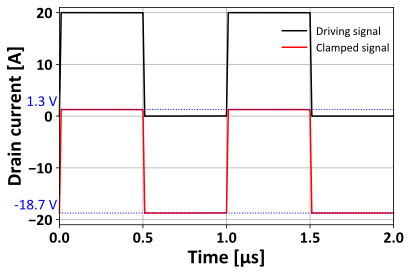 20
10
0
−10
−20
Drain current [A]
1.3 V
-18.7 V
Driving signal
Clamped signal
0.0 0.5 1.0 1.5 2.0
Time [µs]